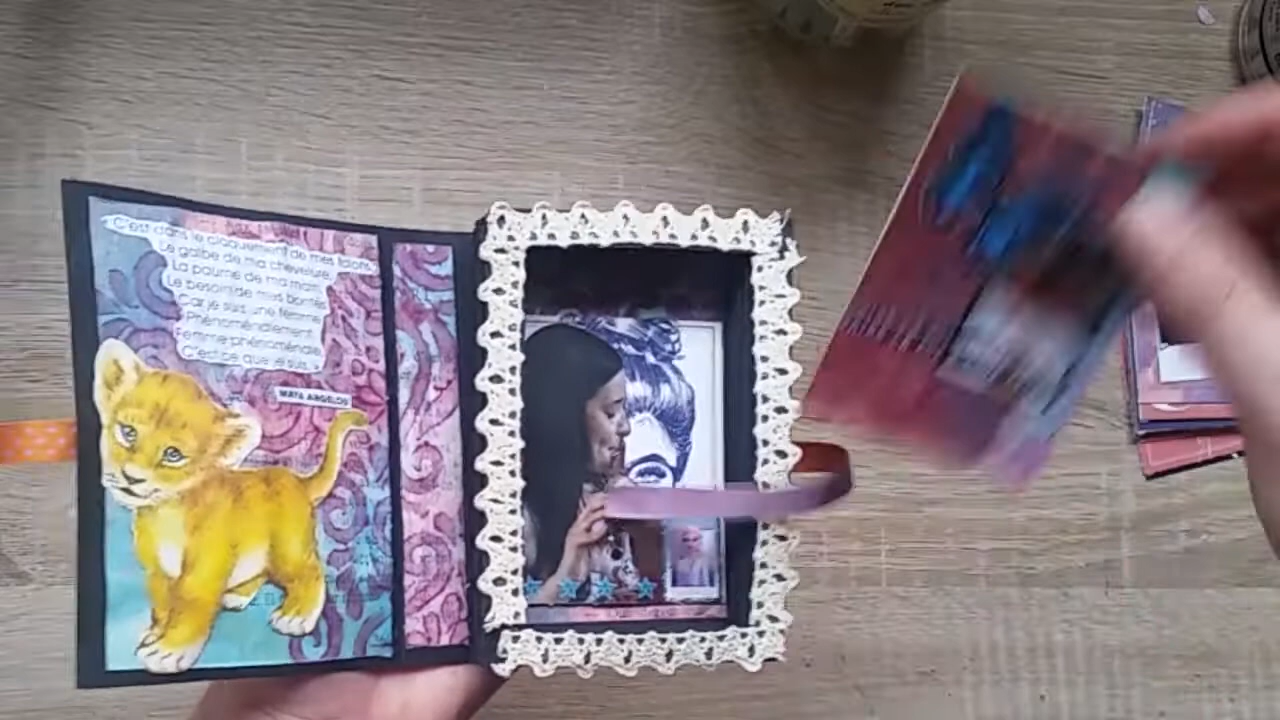 C'est dans le claquement de mes talons,
Le galbe de ma chevelure,
La paume de ma main,
Le besoin de mes bontés,
Car je suis une femme
Phénoménalement.
Femme phénoménale,
C'est ce que je suis. »
MAYA ANGELOU